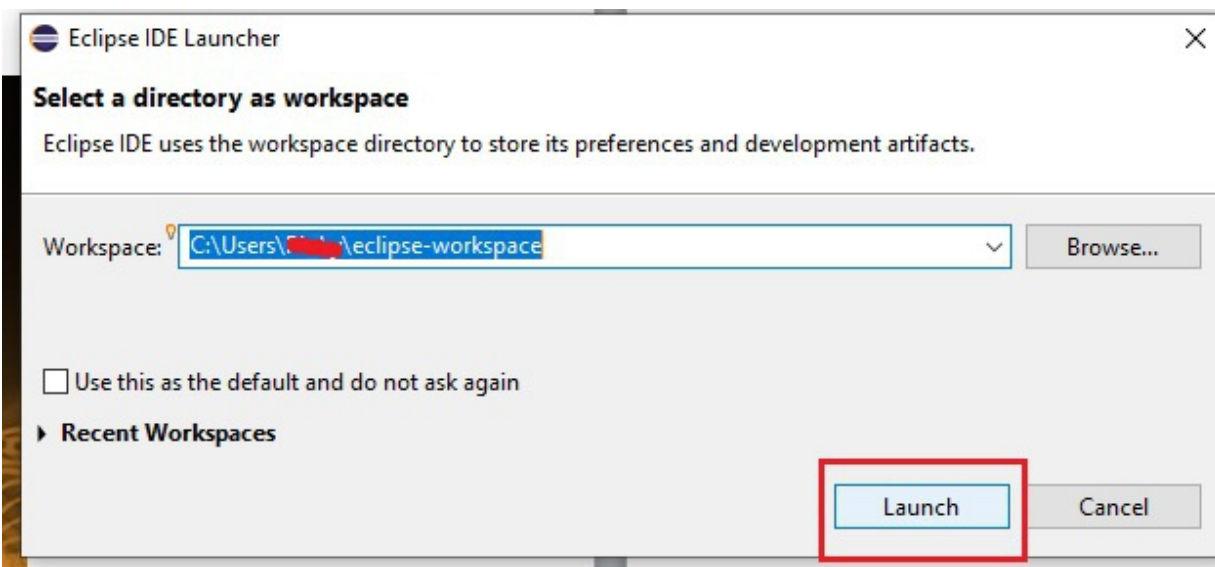 Eclipse IDE Launcher
Select a directory as workspace
Eclipse IDE uses the workspace directory to store its preferences and development artifacts.
Workspace: C:\Users\ \eclipse-workspace Browse...
Use this as the default and do not ask again
Recent Workspaces
Launch Cancel